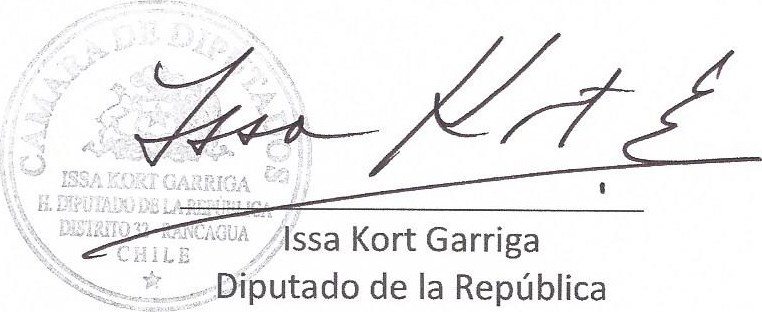 CAMARA DE DIPUTADOS
Issa Kort G
ISSA KORT GARRIGA
H. DIPUTADO DE LA REPUBLICA
DISTRITO 32 - RANCAGUA
CHILE
Issa Kort Garriga
Diputado de la República